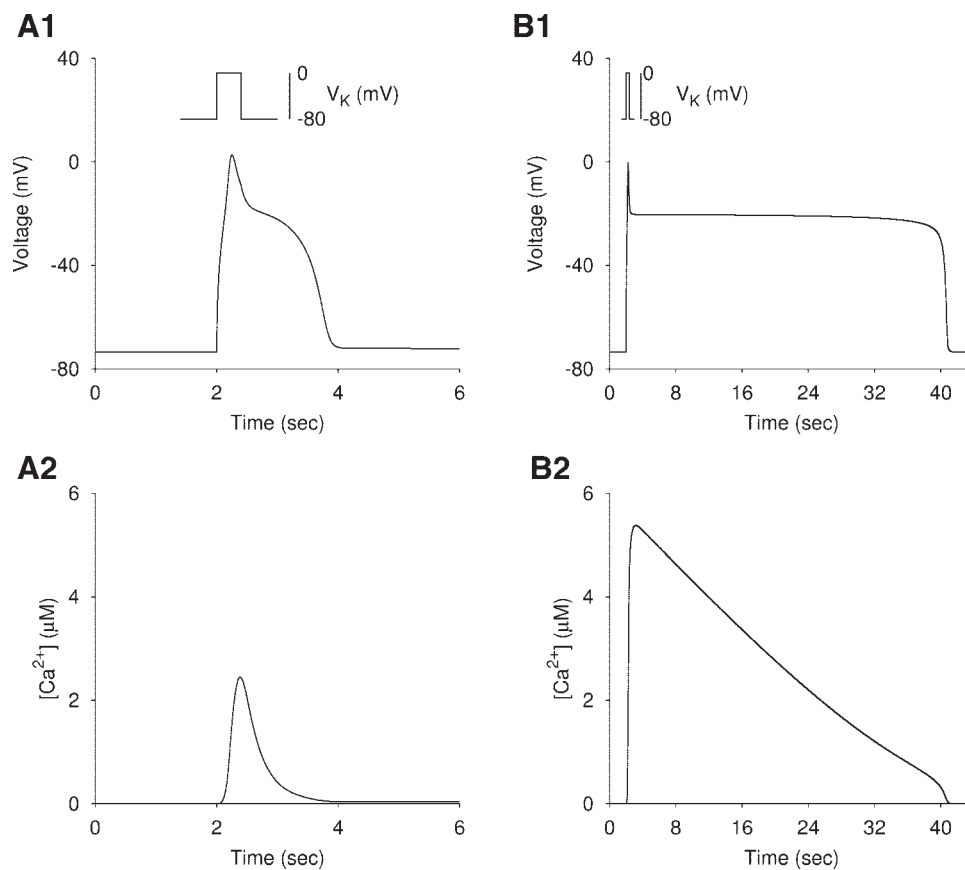 A1
40
0
V_K (mV)
-80
0
-40
-80
Voltage (mV)
0 2 4 6
Time (sec)
B1
40
0
V_K (mV)
-80
0
-40
-80
Voltage (mV)
0 8 16 24 32 40
Time (sec)
A2
6
4
2
0
[Ca²⁺] (μM)
0 2 4 6
Time (sec)
B2
6
4
2
0
[Ca²⁺] (μM)
0 8 16 24 32 40
Time (sec)